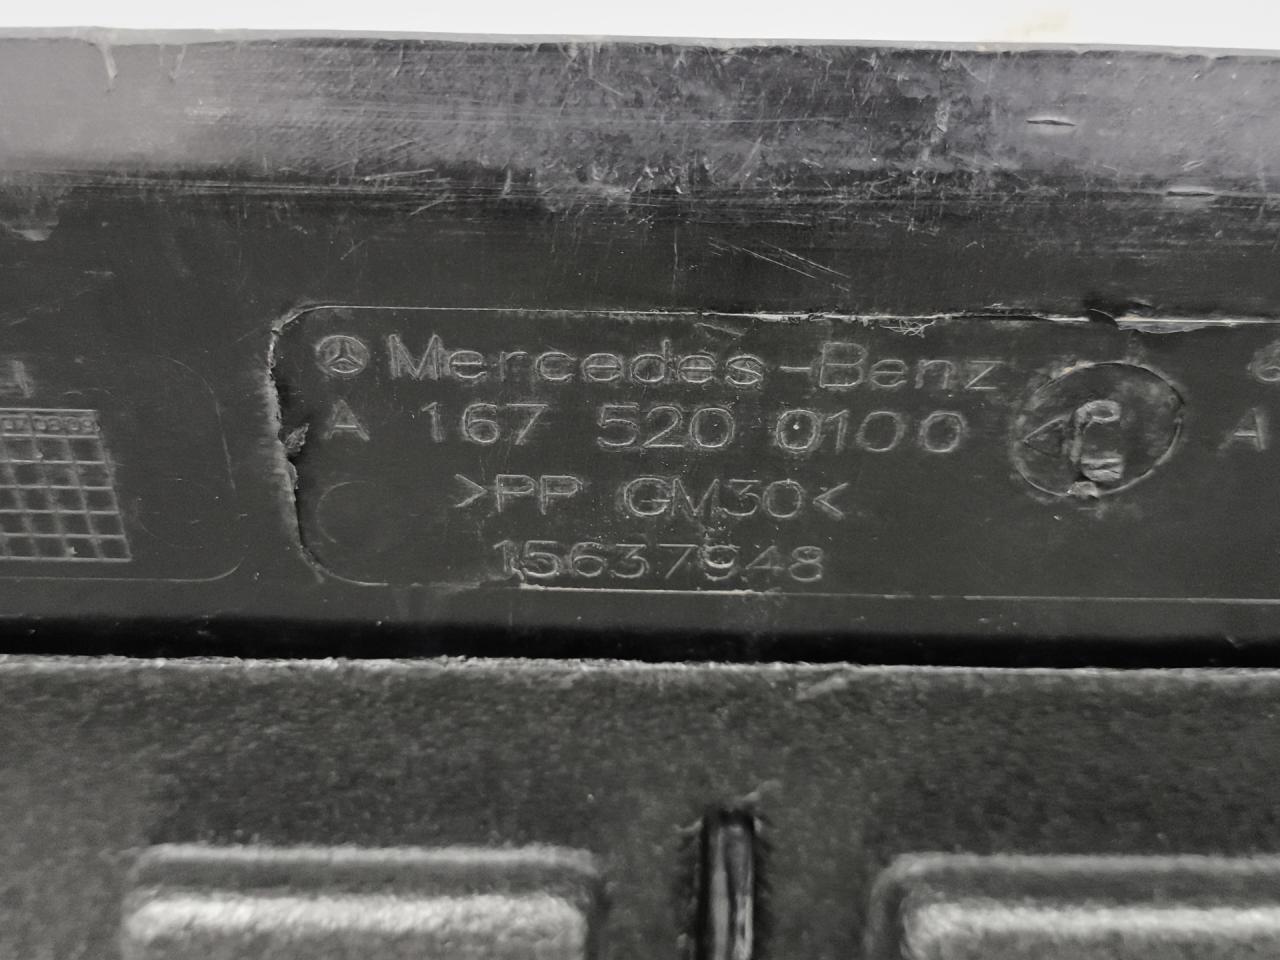 Mercedes-Benz
A 167 520 0100
>PP GM30<
15637948
A